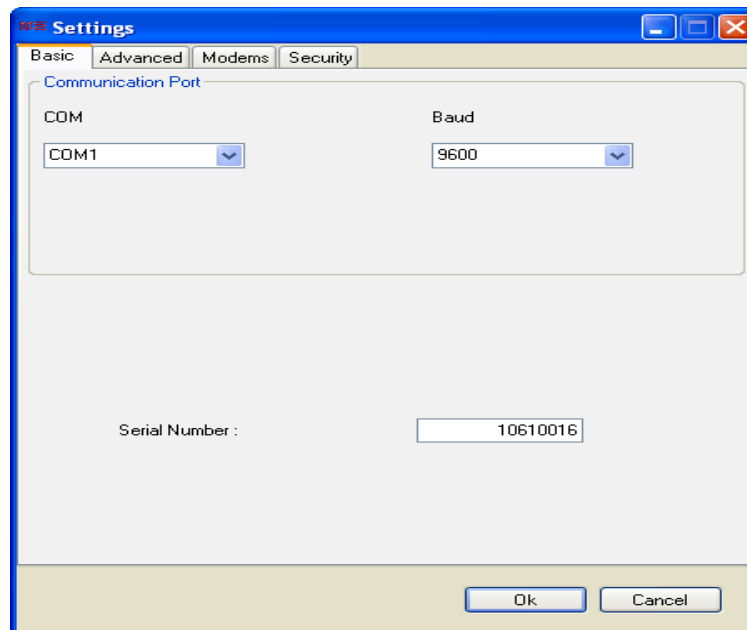 Settings
Basic Advanced Modems Security
Communication Port
COM Baud
COM1 9600
Serial Number : 10610016
Ok Cancel